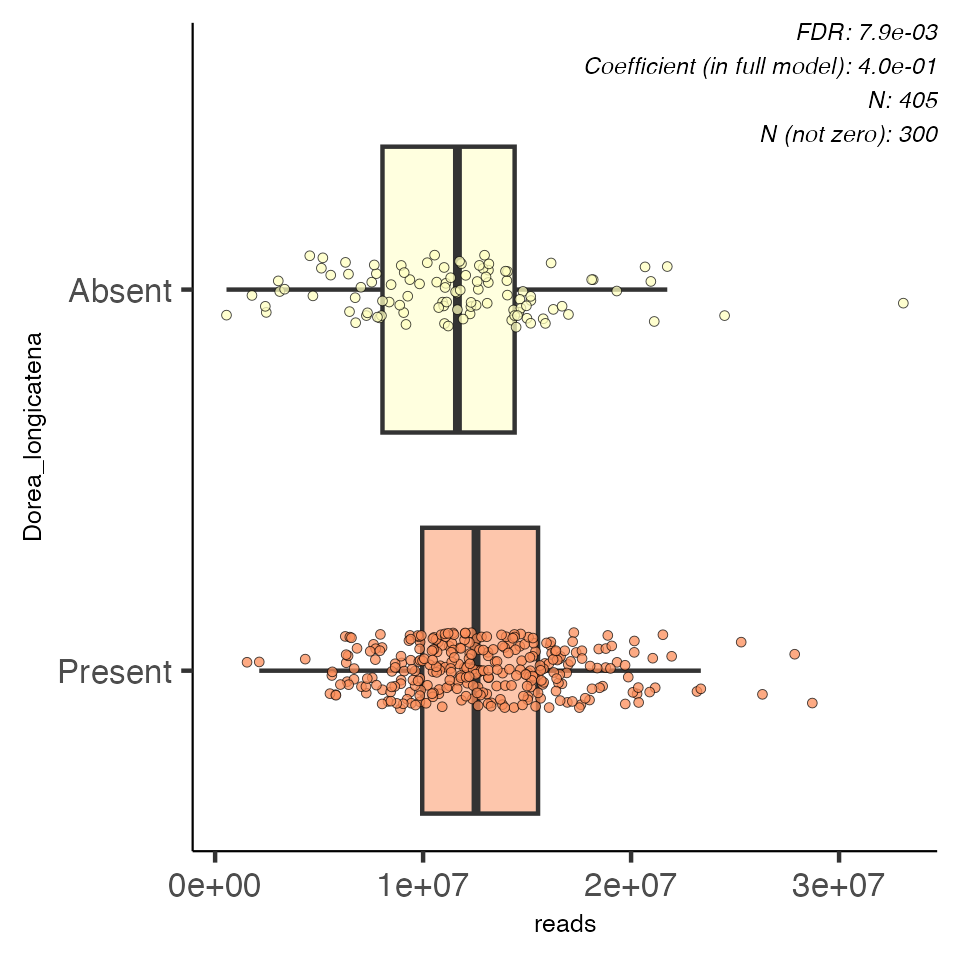 FDR: 7.9e-03
Coefficient (in full model): 4.0e-01
N: 405
N (not zero): 300
Dorea_longicatena
Absent
Present
0e+00 1e+07 2e+07 3e+07
reads